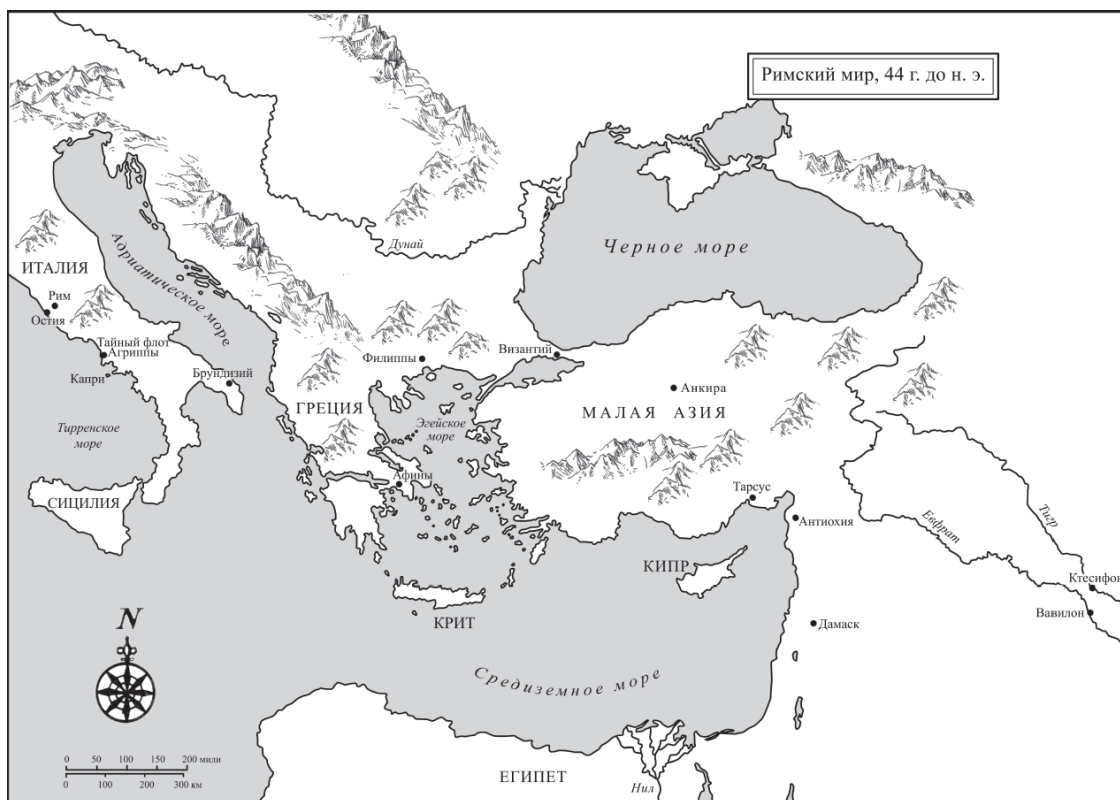 Римский мир, 44 г. до н. э.
Черное море
Дунай
Адриатическое море
ИТАЛИЯ
Рим
Остия
Тайный флот
Агриппы
Капри
Брундизий
Тирренское
море
СИЦИЛИЯ
Филиппы
Византий
ГРЕЦИЯ
Эгейское
море
Афины
Анкира
МАЛАЯ АЗИЯ
Тарсус
Антиохия
Евфрат
Тигр
Ктесифон
Вавилон
КИПР
Дамаск
КРИТ
N
Средиземное море
0 50 100 150 200 мили
0 100 200 300 км
ЕГИПЕТ
Нил